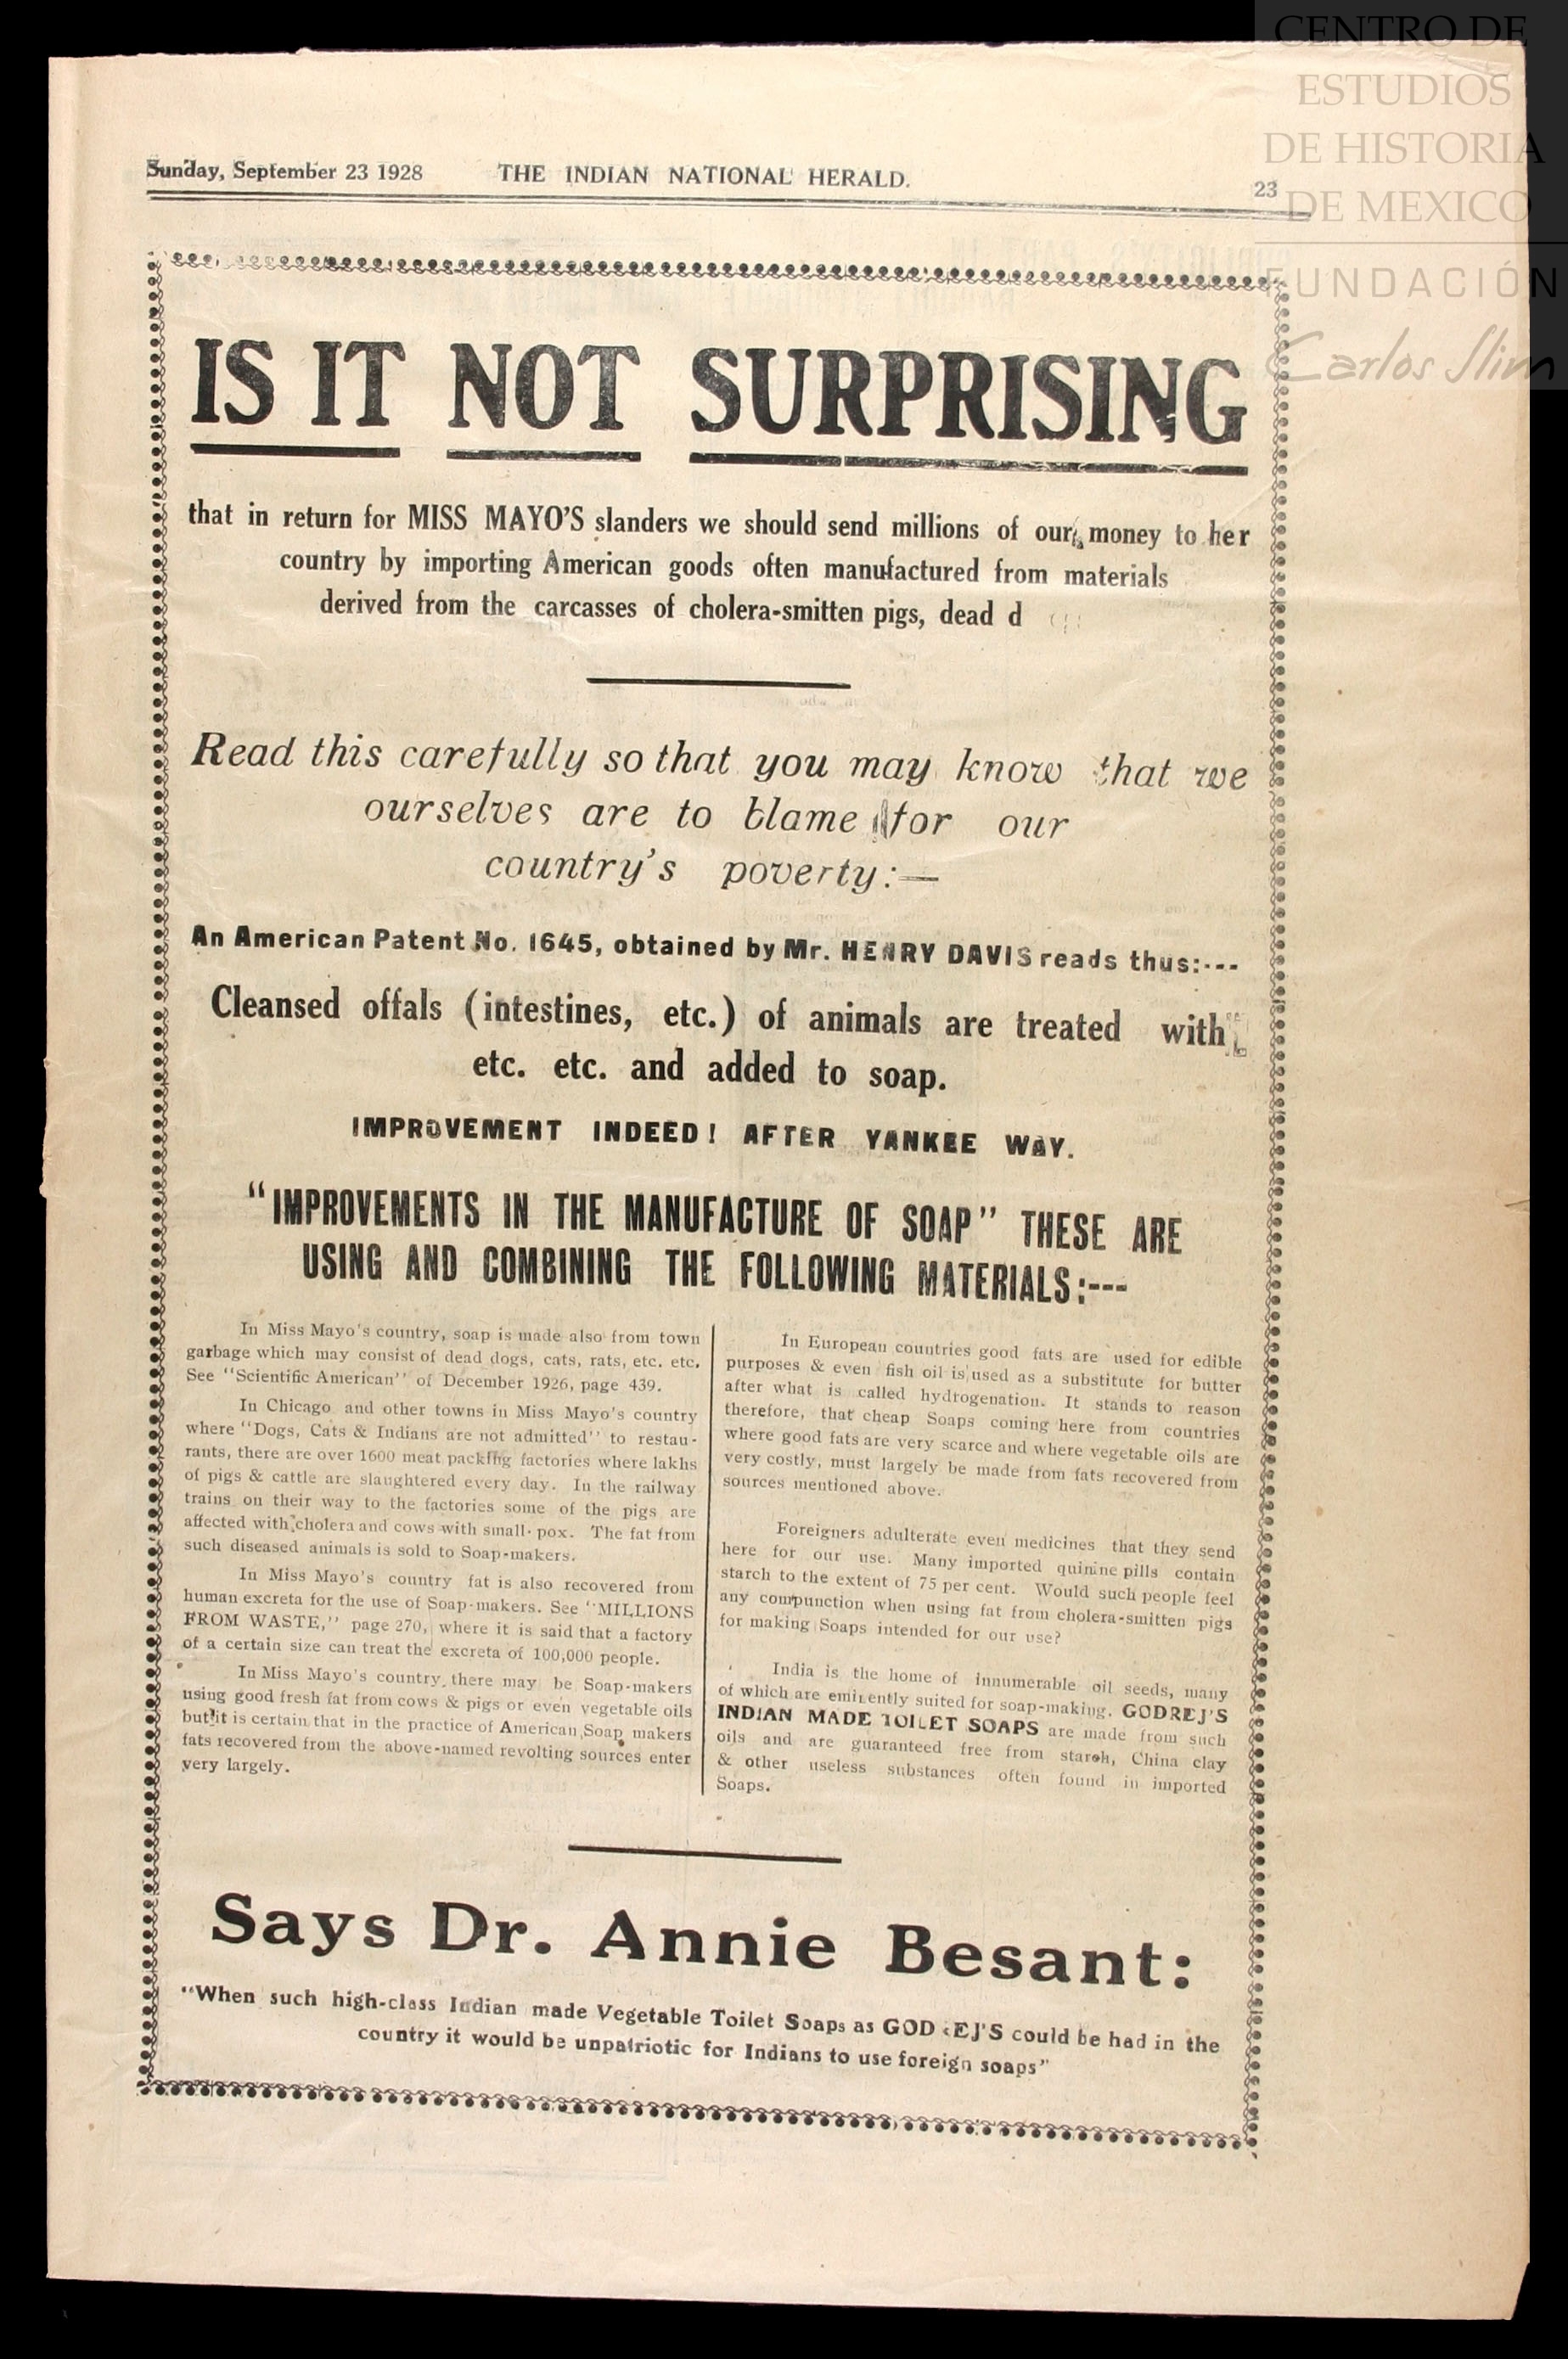 CENTRO DE
ESTUDIOS
DE HISTORIA
DE MEXICO
FUNDACIÓN
Carlos Slim
Sunday, September 23 1928 THE INDIAN NATIONAL HERALD. 23
IS IT NOT SURPRISING
that in return for MISS MAYO'S slanders we should send millions of our money to her
country by importing American goods often manufactured from materials
derived from the carcasses of cholera-smitten pigs, dead d
Read this carefully so that you may know that we
ourselves are to blame for our
country's poverty:—
An American Patent No. 1645, obtained by Mr. HENRY DAVIS reads thus:---
Cleansed offals (intestines, etc.) of animals are treated with
etc. etc. and added to soap.
IMPROVEMENT INDEED! AFTER YANKEE WAY.
"IMPROVEMENTS IN THE MANUFACTURE OF SOAP" THESE ARE
USING AND COMBINING THE FOLLOWING MATERIALS:---
In Miss Mayo's country, soap is made also from town
garbage which may consist of dead dogs, cats, rats, etc. etc.
See "Scientific American" of December 1926, page 439.
In Chicago and other towns in Miss Mayo's country
where "Dogs, Cats & Indians are not admitted" to restau-
rants, there are over 1600 meat packing factories where lakhs
of pigs & cattle are slaughtered every day. In the railway
trains on their way to the factories some of the pigs are
affected with cholera and cows with small-pox. The fat from
such diseased animals is sold to Soap-makers.
In Miss Mayo's country fat is also recovered from
human excreta for the use of Soap-makers. See "MILLIONS
FROM WASTE," page 270, where it is said that a factory
of a certain size can treat the excreta of 100,000 people.
In Miss Mayo's country there may be Soap-makers
using good fresh fat from cows & pigs or even vegetable oils
but it is certain that in the practice of American Soap makers
fats recovered from the above-named revolting sources enter
very largely.
In European countries good fats are used for edible
purposes & even fish oil is used as a substitute for butter
after what is called hydrogenation. It stands to reason
therefore, that cheap Soaps coming here from countries
where good fats are very scarce and where vegetable oils are
very costly, must largely be made from fats recovered from
sources mentioned above.
Foreigners adulterate even medicines that they send
here for our use. Many imported quinine pills contain
starch to the extent of 75 per cent. Would such people feel
any compunction when using fat from cholera-smitten pigs
for making Soaps intended for our use?
India is the home of innumerable oil seeds, many
of which are eminently suited for soap-making. GODREJ'S
INDIAN MADE TOILET SOAPS are made from such
oils and are guaranteed free from starch, China clay
& other useless substances often found in imported
Soaps.
Says Dr. Annie Besant:
"When such high-class Indian made Vegetable Toilet Soaps as GODREJ'S could be had in the
country it would be unpatriotic for Indians to use foreign soaps"